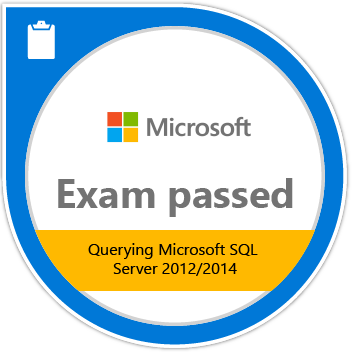 Microsoft
Exam passed
Querying Microsoft SQL
Server 2012/2014